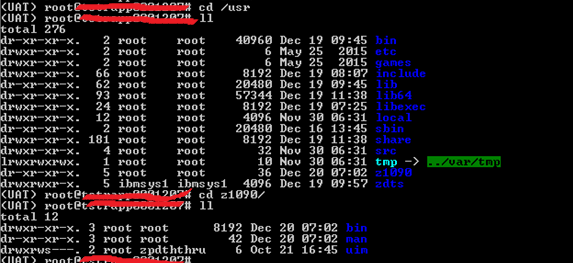 (UAT) cd /usr
(UAT) ll
total 276
dr-xr-xr-x. 2 root root 40960 Dec 19 09:45 bin
drwxr-xr-x. 2 root root 6 May 25 2015 etc
drwxr-xr-x. 2 root root 6 May 25 2015 games
drwxr-xr-x. 66 root root 8192 Dec 19 08:07 include
dr-xr-xr-x. 62 root root 20480 Dec 19 09:45 lib
dr-xr-xr-x. 93 root root 57344 Dec 19 11:38 lib64
drwxr-xr-x. 24 root root 8192 Dec 19 07:25 libexec
drwxr-xr-x. 12 root root 4096 Nov 30 06:31 local
dr-xr-xr-x. 2 root root 20480 Dec 16 13:45 sbin
drwxr-xr-x. 181 root root 8192 Dec 19 11:38 share
drwxr-xr-x. 4 root root 32 Nov 30 06:31 src
lrwxrwxrwx. 1 root root 10 Nov 30 06:31 tmp -> ../var/tmp
drwxr-xr-x. 5 root root 36 Dec 20 07:02 z1090
drwxr-xr-x. 5 ibmsys1 ibmsys1 4096 Dec 19 09:57 zdtz
(UAT) cd z1090/
(UAT) ll
total 12
drwxr-xr-x. 3 root root 8192 Dec 20 07:02 bin
drwxr-xr-x. 3 root root 42 Dec 20 07:02 man
drwxrws---. 2 root zpdththru 6 Oct 21 16:45 uim
(UAT)